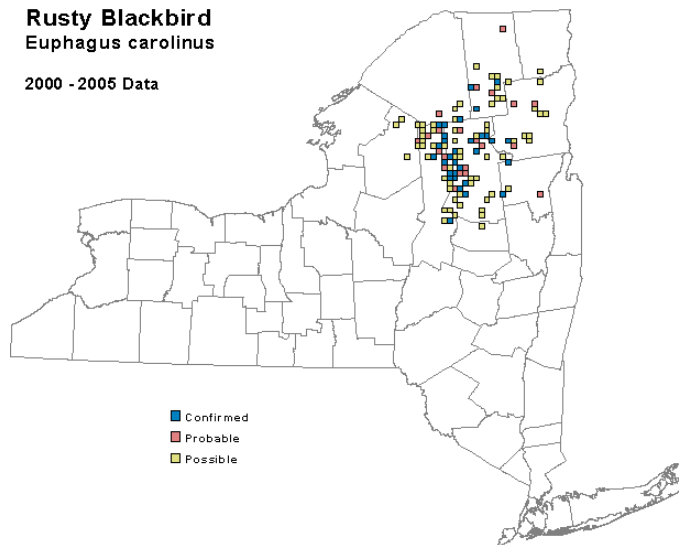 Rusty Blackbird
Euphagus carolinus
2000 - 2005 Data
Confirmed
Probable
Possible